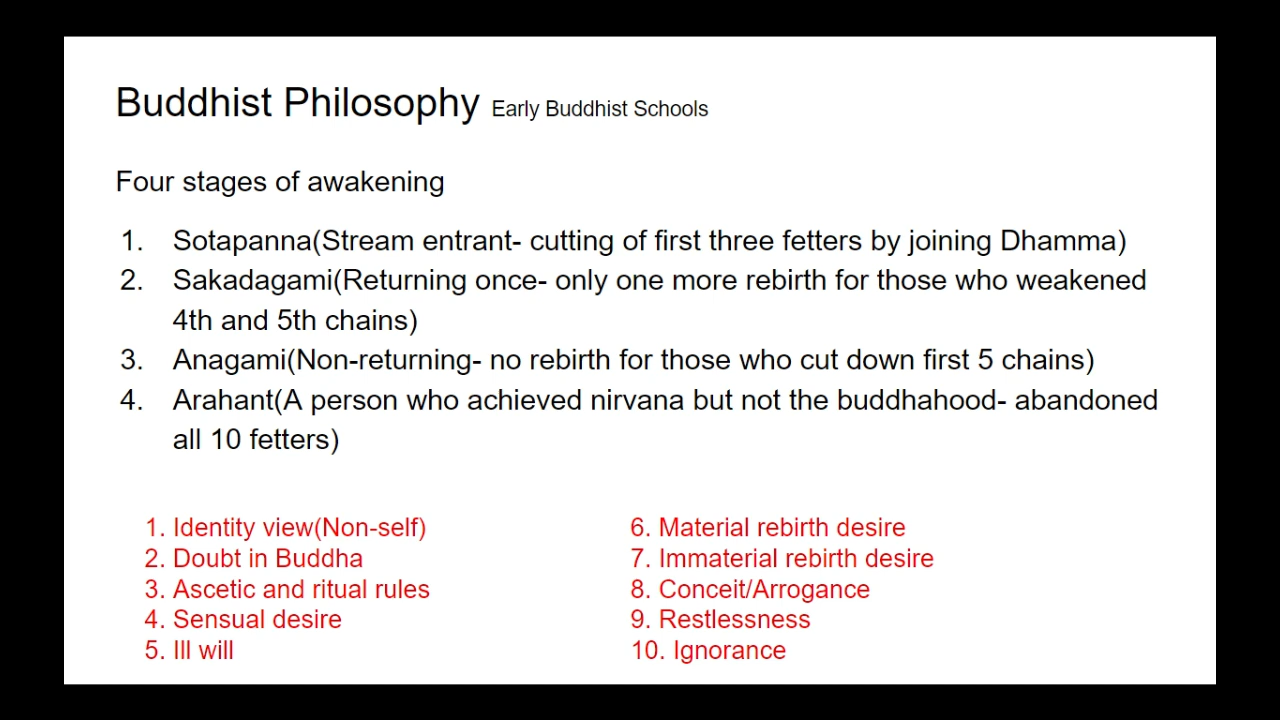 Buddhist Philosophy Early Buddhist Schools
Four stages of awakening
1. Sotapanna(Stream entrant- cutting of first three fetters by joining Dhamma)
2. Sakadagami(Returning once- only one more rebirth for those who weakened
4th and 5th chains)
3. Anagami(Non-returning- no rebirth for those who cut down first 5 chains)
4. Arahant(A person who achieved nirvana but not the buddhahood- abandoned
all 10 fetters)
1. Identity view(Non-self)
2. Doubt in Buddha
3. Ascetic and ritual rules
4. Sensual desire
5. Ill will
6. Material rebirth desire
7. Immaterial rebirth desire
8. Conceit/Arrogance
9. Restlessness
10. Ignorance